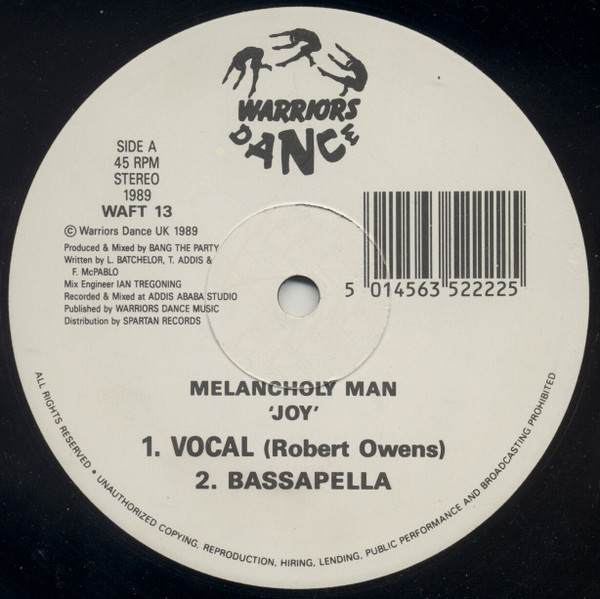 WARRIORS
DANCE
SIDE A
45 RPM
STEREO
1989
WAFT 13
© Warriors Dance UK 1989
Produced & Mixed by BANG THE PARTY
Written by L. BATCHELOR, T. ADDIS &
F. McPABLO
Mix Engineer IAN TREGONING
Recorded & Mixed at ADDIS ABABA STUDIO
Published by WARRIORS DANCE MUSIC
Distribution by SPARTAN RECORDS
5 014563 522225
MELANCHOLY MAN
'JOY'
1. VOCAL (Robert Owens)
2. BASSAPELLA
ALL RIGHTS RESERVED • UNAUTHORIZED COPYING, REPRODUCTION, HIRING, LENDING, PUBLIC PERFORMANCE AND BROADCASTING PROHIBITED